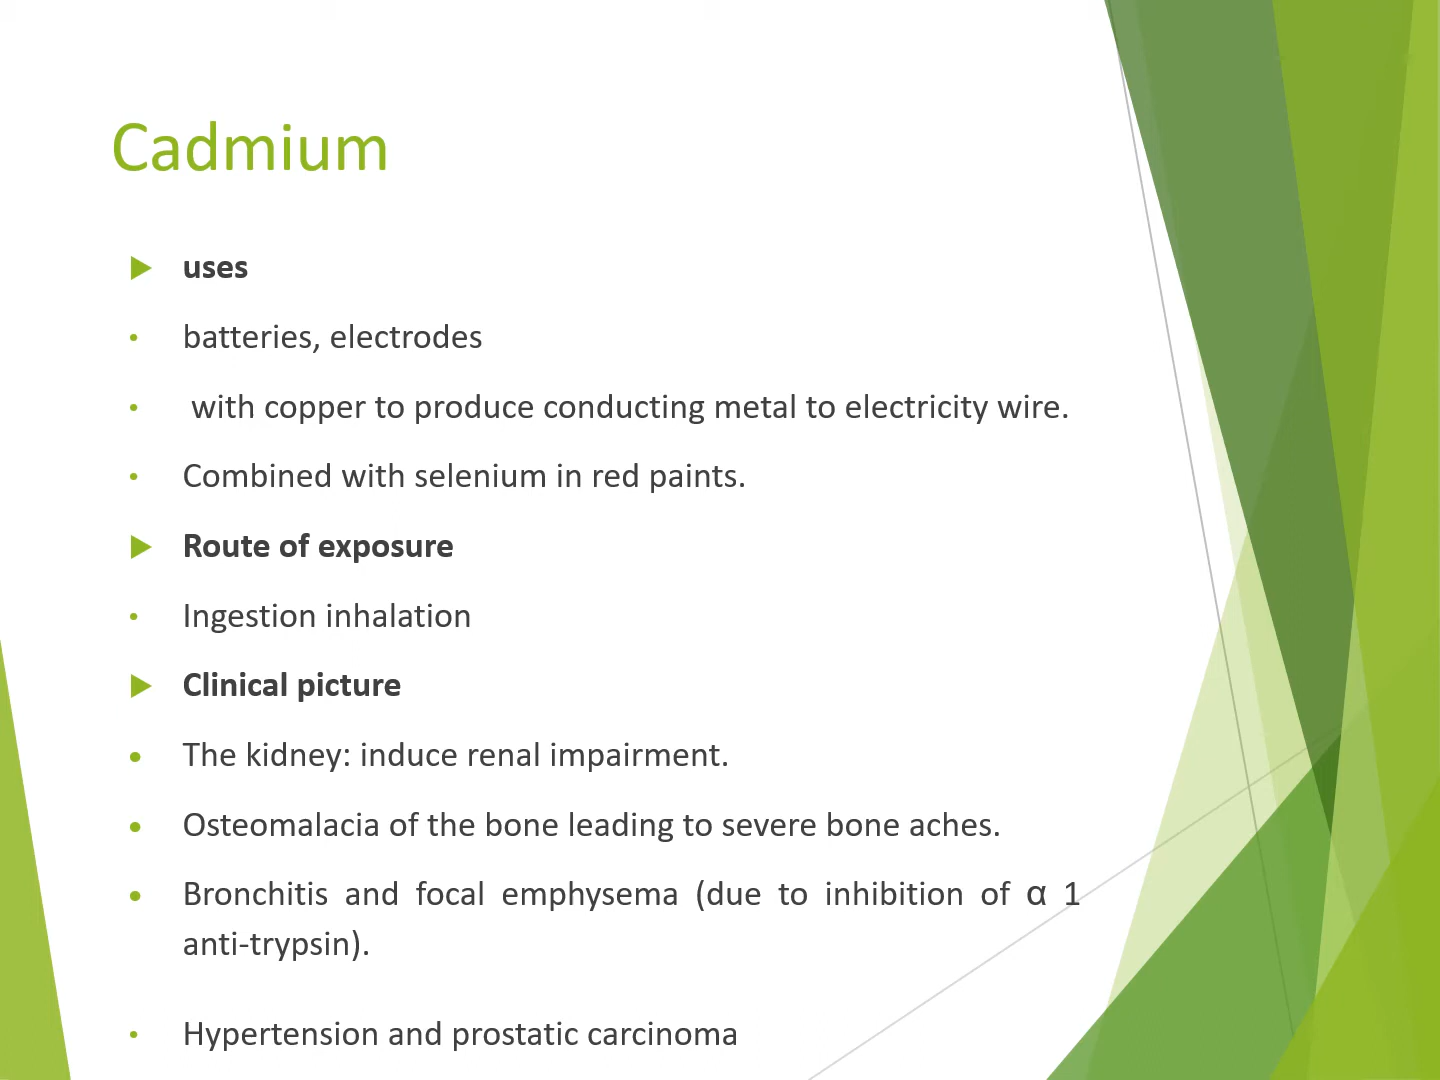 Cadmium
uses
batteries, electrodes
with copper to produce conducting metal to electricity wire.
Combined with selenium in red paints.
Route of exposure
Ingestion inhalation
Clinical picture
The kidney: induce renal impairment.
Osteomalacia of the bone leading to severe bone aches.
Bronchitis and focal emphysema (due to inhibition of α 1
anti-trypsin).
Hypertension and prostatic carcinoma